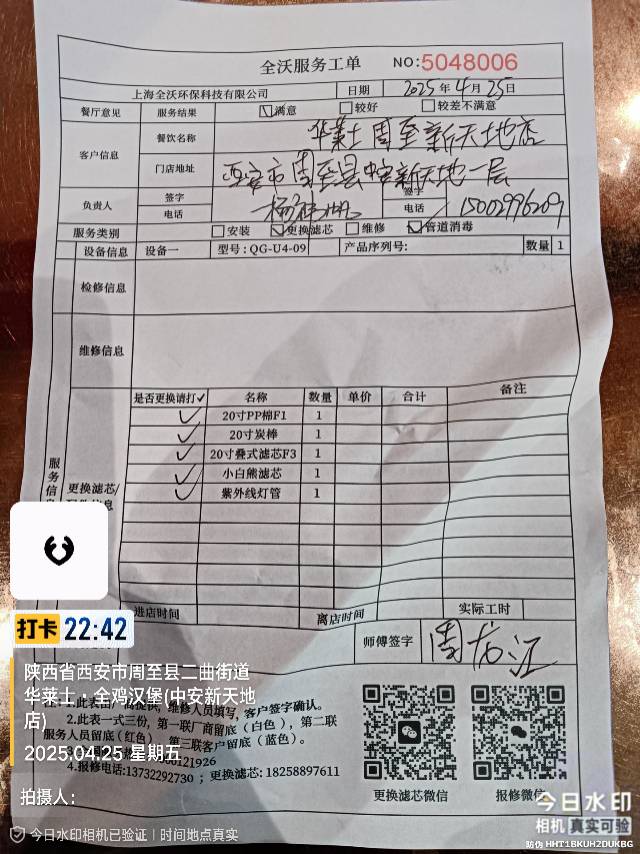 全沃服务工单 NO:5048006
上海全沃环保科技有限公司 日期 2025年4月25日
餐厅意见 服务结果 ☑满意 □较好 □较差不满意
客户信息 餐饮名称 华莱士 周至新天地店
门店地址 西安市周至县中安新天地一层
负责人 签字 签字
电话 电话 15002996209
服务类别 □安装 ☑更换滤芯 □维修 ☑管道消毒
设备信息 设备一 型号:QG-U4-09 产品序列号: 数量 1
检修信息
维修信息
服务信息
更换滤芯/
是否更换请打✓ 名称 数量 单价 合计 备注
✓ 20寸PP棉F1 1
✓ 20寸炭棒 1
✓ 20寸叠式滤芯F3 1
✓ 小白熊滤芯 1
✓ 紫外线灯管 1
进店时间 离店时间 实际工时
师傅签字
提供，维修人员填写，客户签字确认。
2.此表一式三份，第一联厂商留底（白色），第二联
服务人员留底(红色)，第三联客户留底（蓝色）。
4.报修电话:13732292730；更换滤芯:18258897611
更换滤芯微信 报修微信
打卡 22:42
陕西省西安市周至县二曲街道
华莱士·全鸡汉堡(中安新天地
店)
2025.04.25 星期五
拍摄人：
今日水印相机已验证 时间地点真实
今日水印
相机 真实可验
防伪 HHT1BKUH2DUKBG